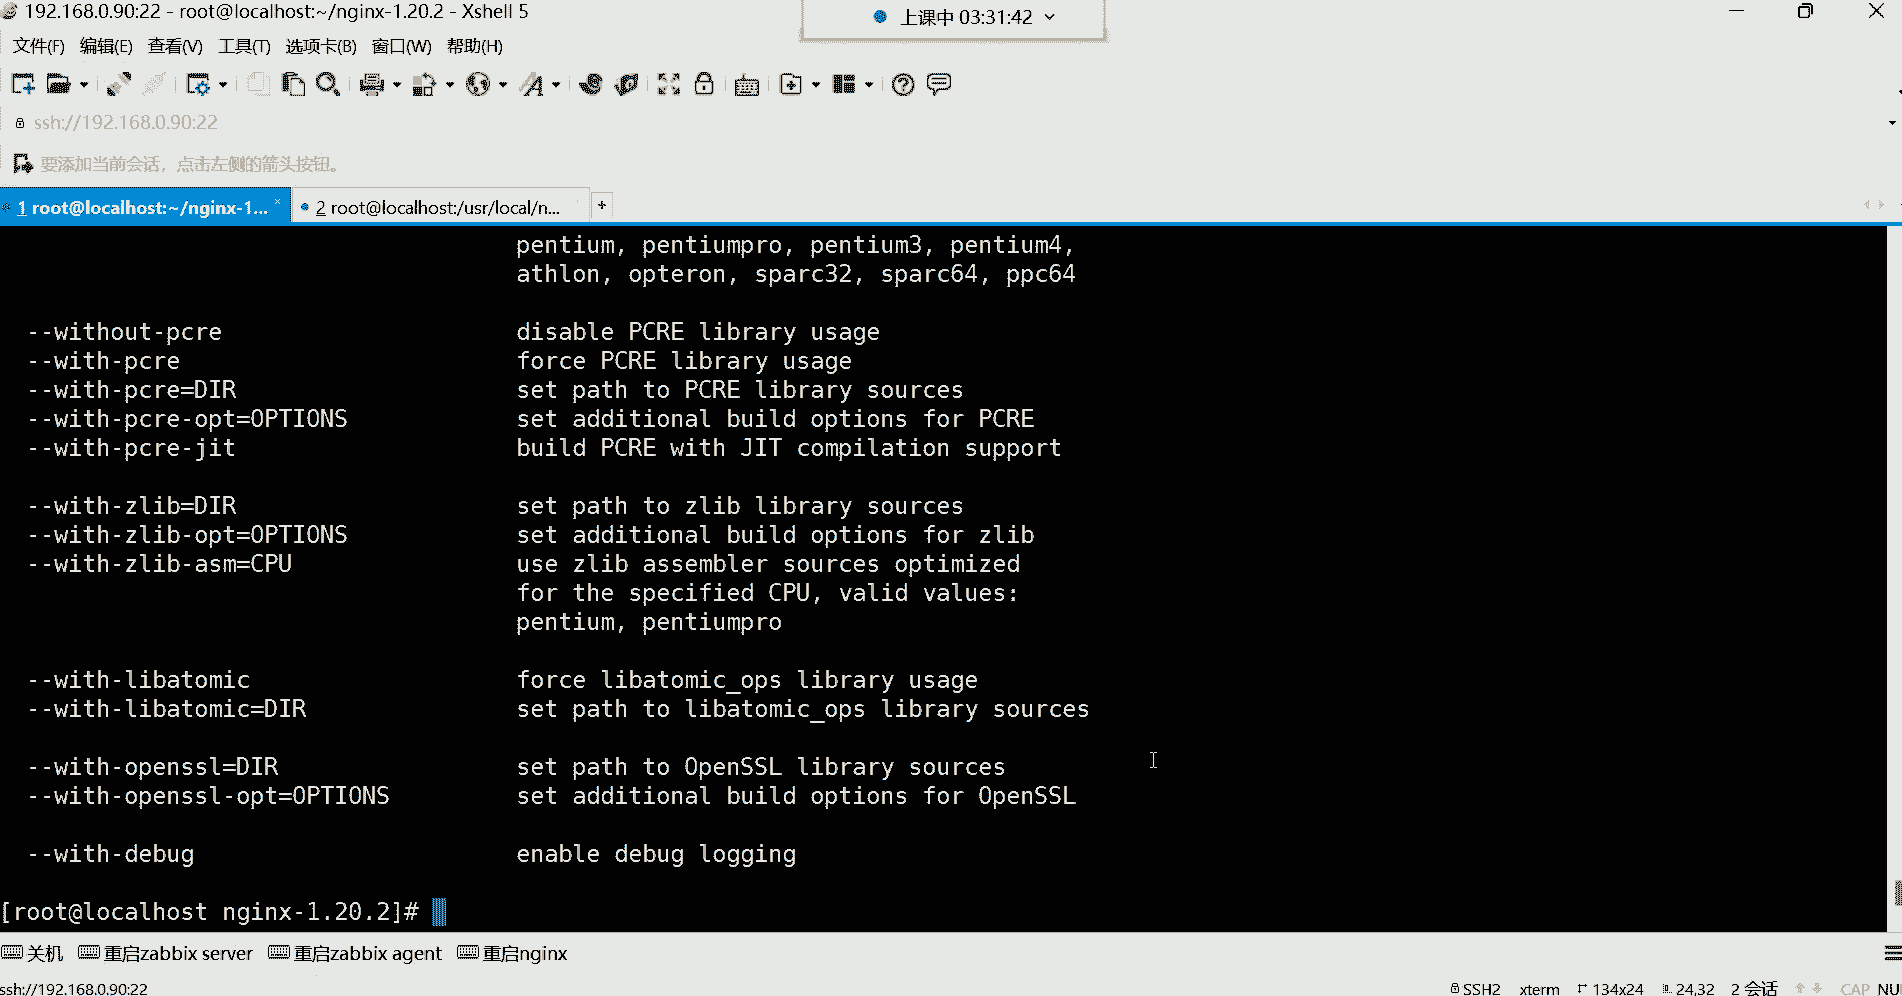 192.168.0.90:22 - root@localhost:~/nginx-1.20.2 - Xshell 5
上课中 03:31:42
文件(F) 编辑(E) 查看(V) 工具(T) 选项卡(B) 窗口(W) 帮助(H)
ssh://192.168.0.90:22
要添加当前会话，点击左侧的箭头按钮。
1 root@localhost:~/nginx-1... × 2 root@localhost:/usr/local/n... +
pentium, pentiumpro, pentium3, pentium4,
athlon, opteron, sparc32, sparc64, ppc64
--without-pcre disable PCRE library usage
--with-pcre force PCRE library usage
--with-pcre=DIR set path to PCRE library sources
--with-pcre-opt=OPTIONS set additional build options for PCRE
--with-pcre-jit build PCRE with JIT compilation support
--with-zlib=DIR set path to zlib library sources
--with-zlib-opt=OPTIONS set additional build options for zlib
--with-zlib-asm=CPU use zlib assembler sources optimized
for the specified CPU, valid values:
pentium, pentiumpro
--with-libatomic force libatomic_ops library usage
--with-libatomic=DIR set path to libatomic_ops library sources
--with-openssl=DIR set path to OpenSSL library sources
--with-openssl-opt=OPTIONS set additional build options for OpenSSL
--with-debug enable debug logging
[root@localhost nginx-1.20.2]#
关机 重启zabbix server 重启zabbix agent 重启nginx
ssh://192.168.0.90:22 SSH2 xterm 134x24 24,32 2 会话 CAP NU